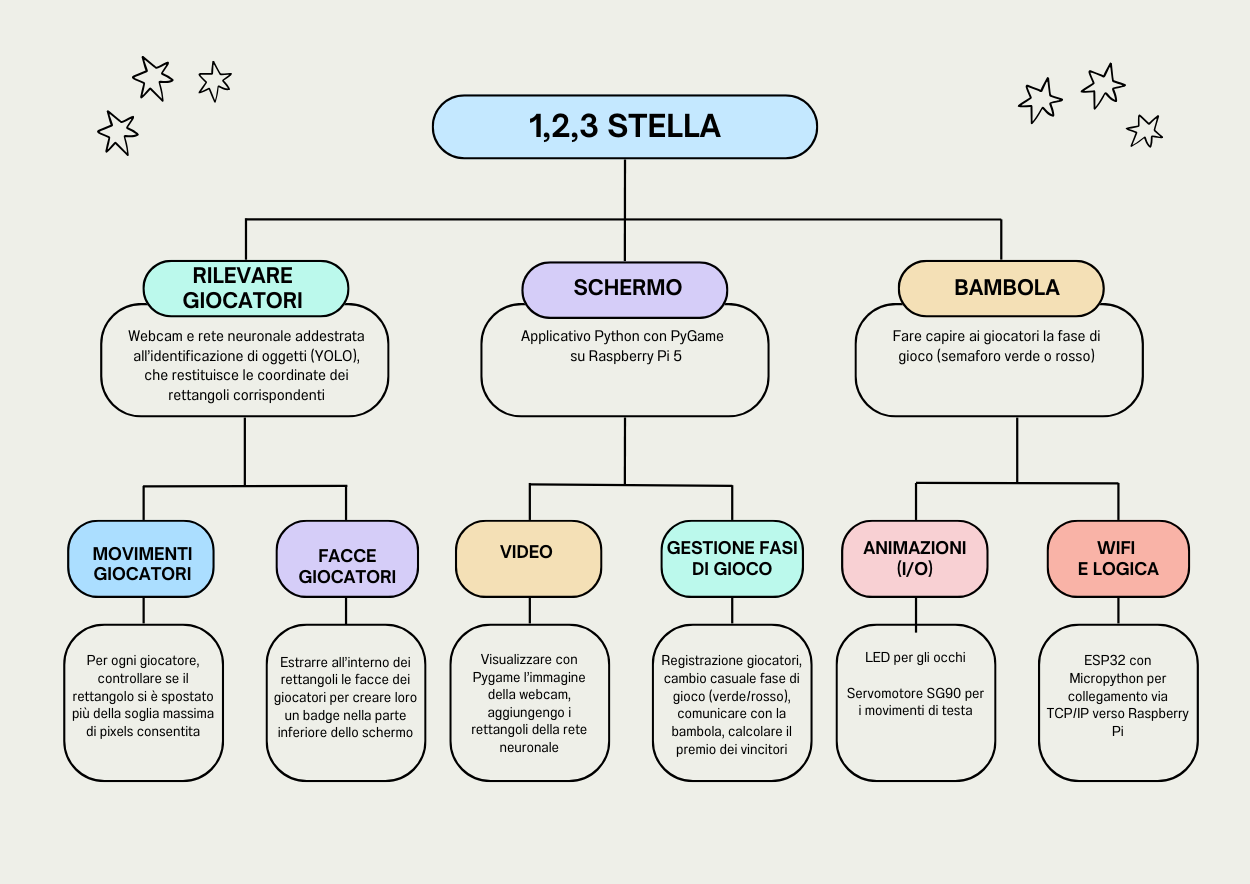 1,2,3 STELLA
RILEVARE
GIOCATORI
Webcam e rete neuronale addestrata
all'identificazione di oggetti (YOLO),
che restituisce le coordinate dei
rettangoli corrispondenti
SCHERMO
Applicativo Python con PyGame
su Raspberry Pi 5
BAMBOLA
Fare capire ai giocatori la fase di
gioco (semaforo verde o rosso)
MOVIMENTI
GIOCATORI
Per ogni giocatore,
controllare se il
rettangolo si è spostato
più della soglia massima
di pixels consentita
FACCE
GIOCATORI
Estrarre all'interno dei
rettangoli le facce dei
giocatori per creare loro
un badge nella parte
inferiore dello schermo
VIDEO
Visualizzare con
Pygame l'immagine
della webcam,
aggiungengo i
rettangoli della rete
neuronale
GESTIONE FASI
DI GIOCO
Registrazione giocatori,
cambio casuale fase di
gioco (verde/rosso),
comunicare con la
bambola, calcolare il
premio dei vincitori
ANIMAZIONI
(I/O)
LED per gli occhi
Servomotore SG90 per
i movimenti di testa
WIFI
E LOGICA
ESP32 con
Micropython per
collegamento via
TCP/IP verso Raspberry
Pi